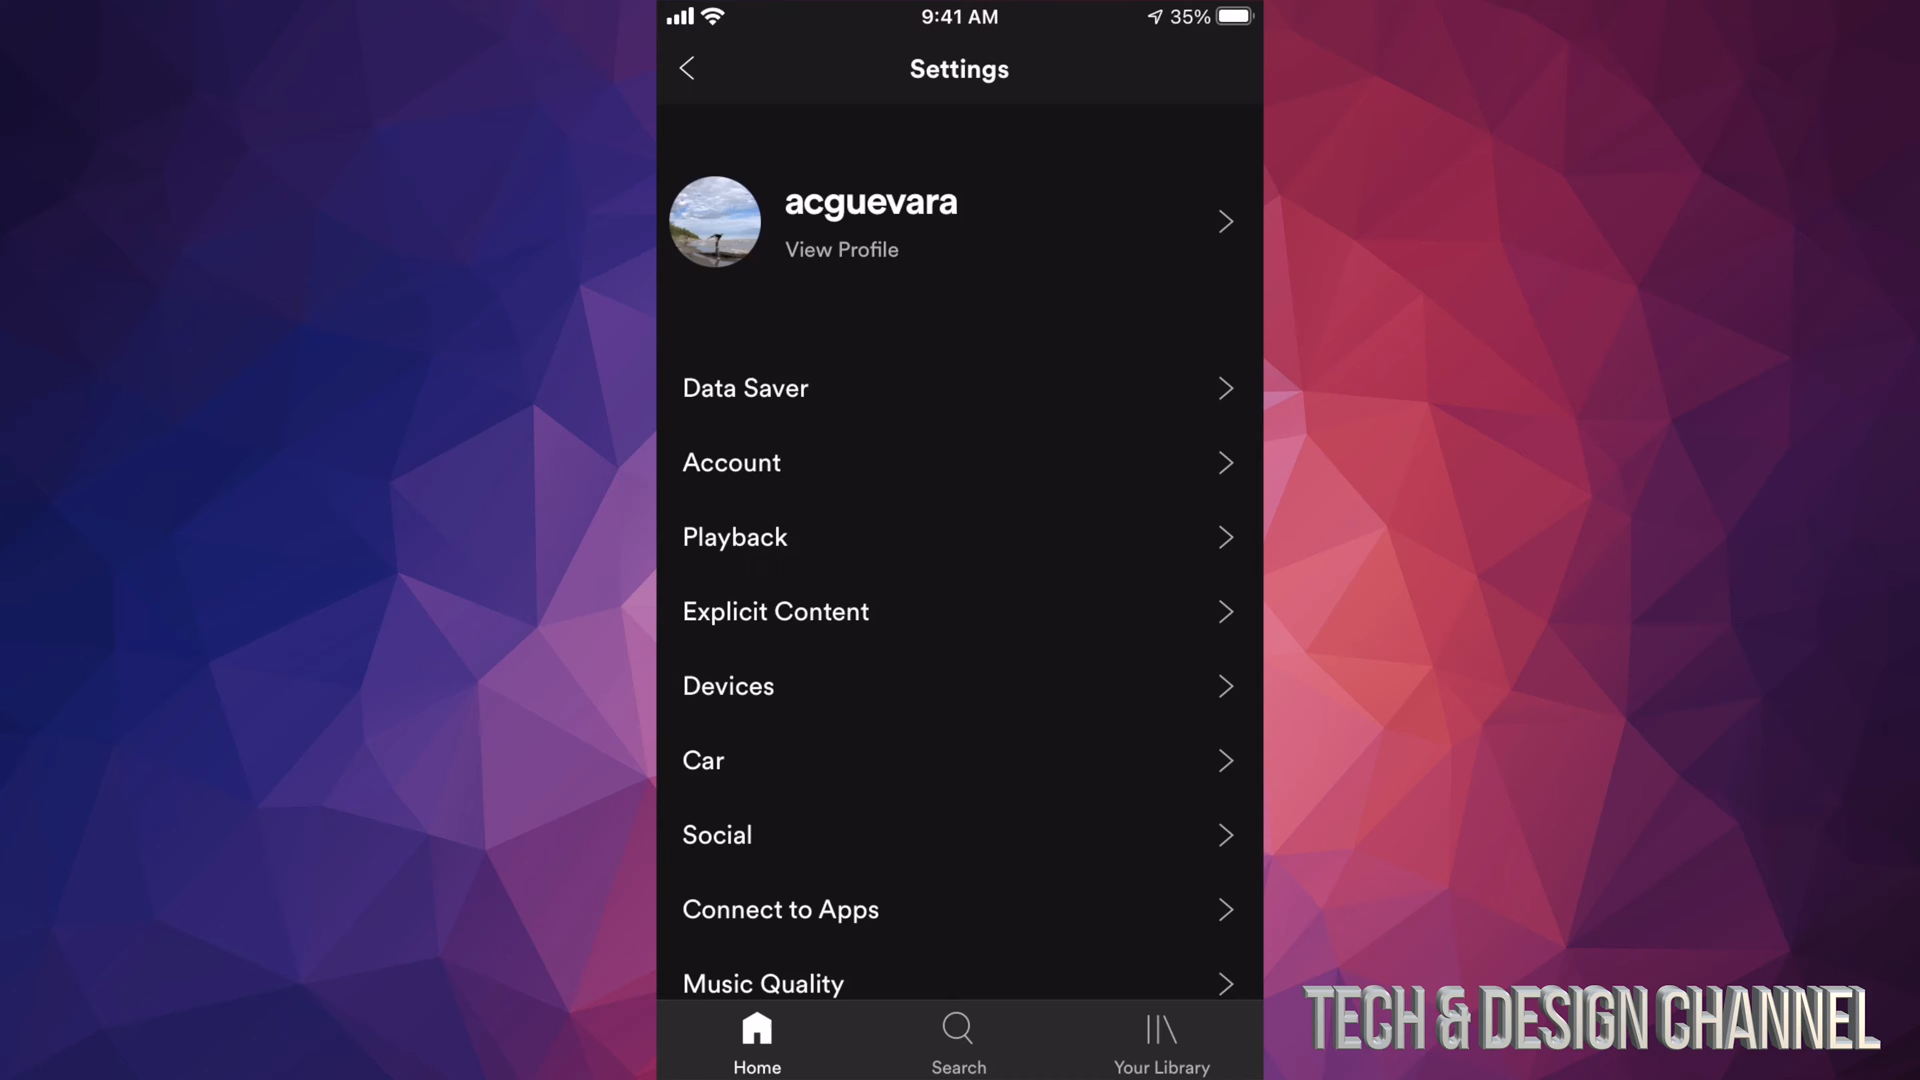 9:41 AM
35%
Settings
acguevara
View Profile
Data Saver
Account
Playback
Explicit Content
Devices
Car
Social
Connect to Apps
Music Quality
Home
Search
Your Library
TECH & DESIGN CHANNEL